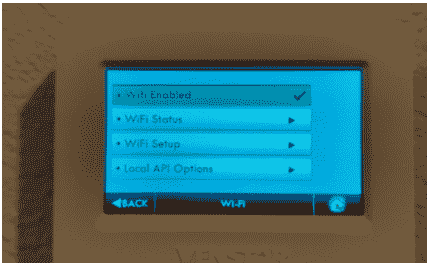 Wifi Enabled
WiFi Status
WiFi Setup
Local API Options
BACK
Wi-Fi